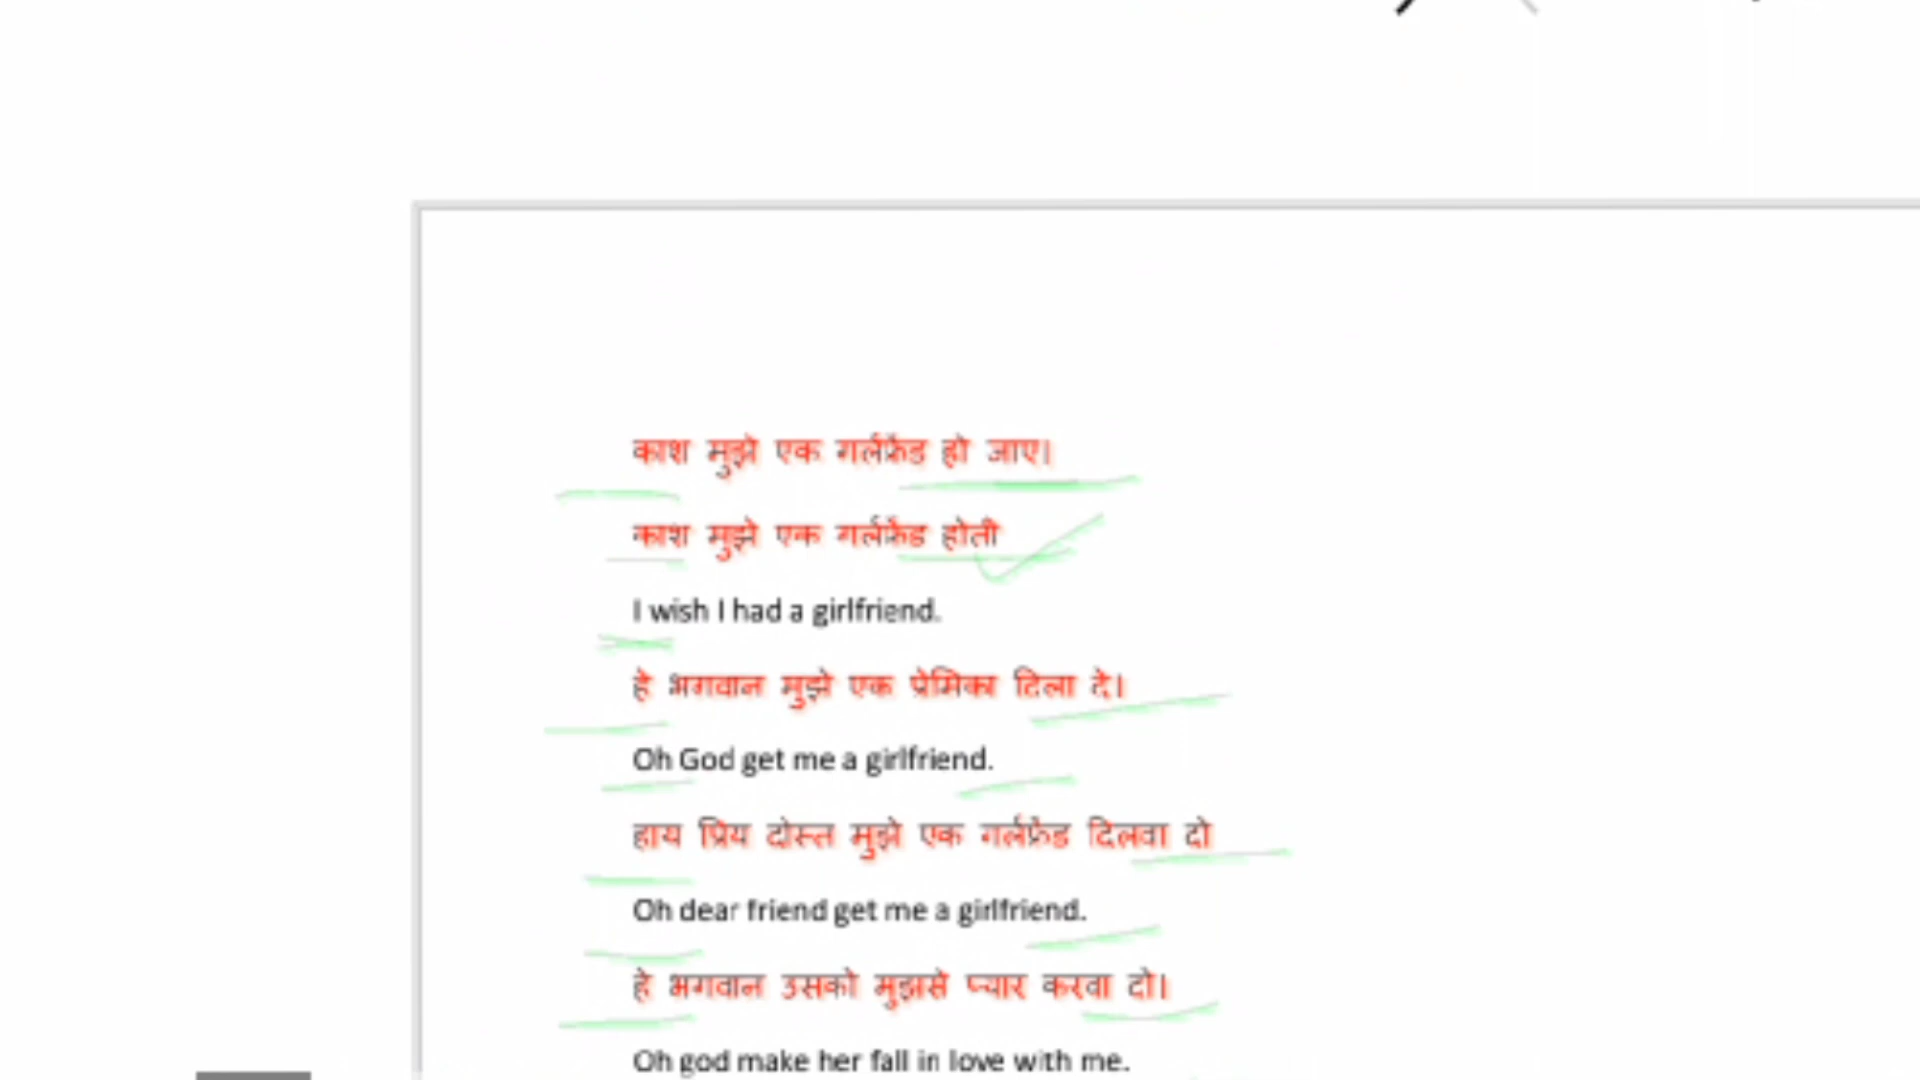 काश मुझे एक गर्लफ्रेंड हो जाए।
काश मुझे एक गर्लफ्रेंड होती
I wish I had a girlfriend.
हे भगवान मुझे एक प्रेमिका दिला दे।
Oh God get me a girlfriend.
हाय प्रिय दोस्त मुझे एक गर्लफ्रेंड दिलवा दो
Oh dear friend get me a girlfriend.
हे भगवान उसको मुझसे प्यार करवा दो।
Oh god make her fall in love with me.